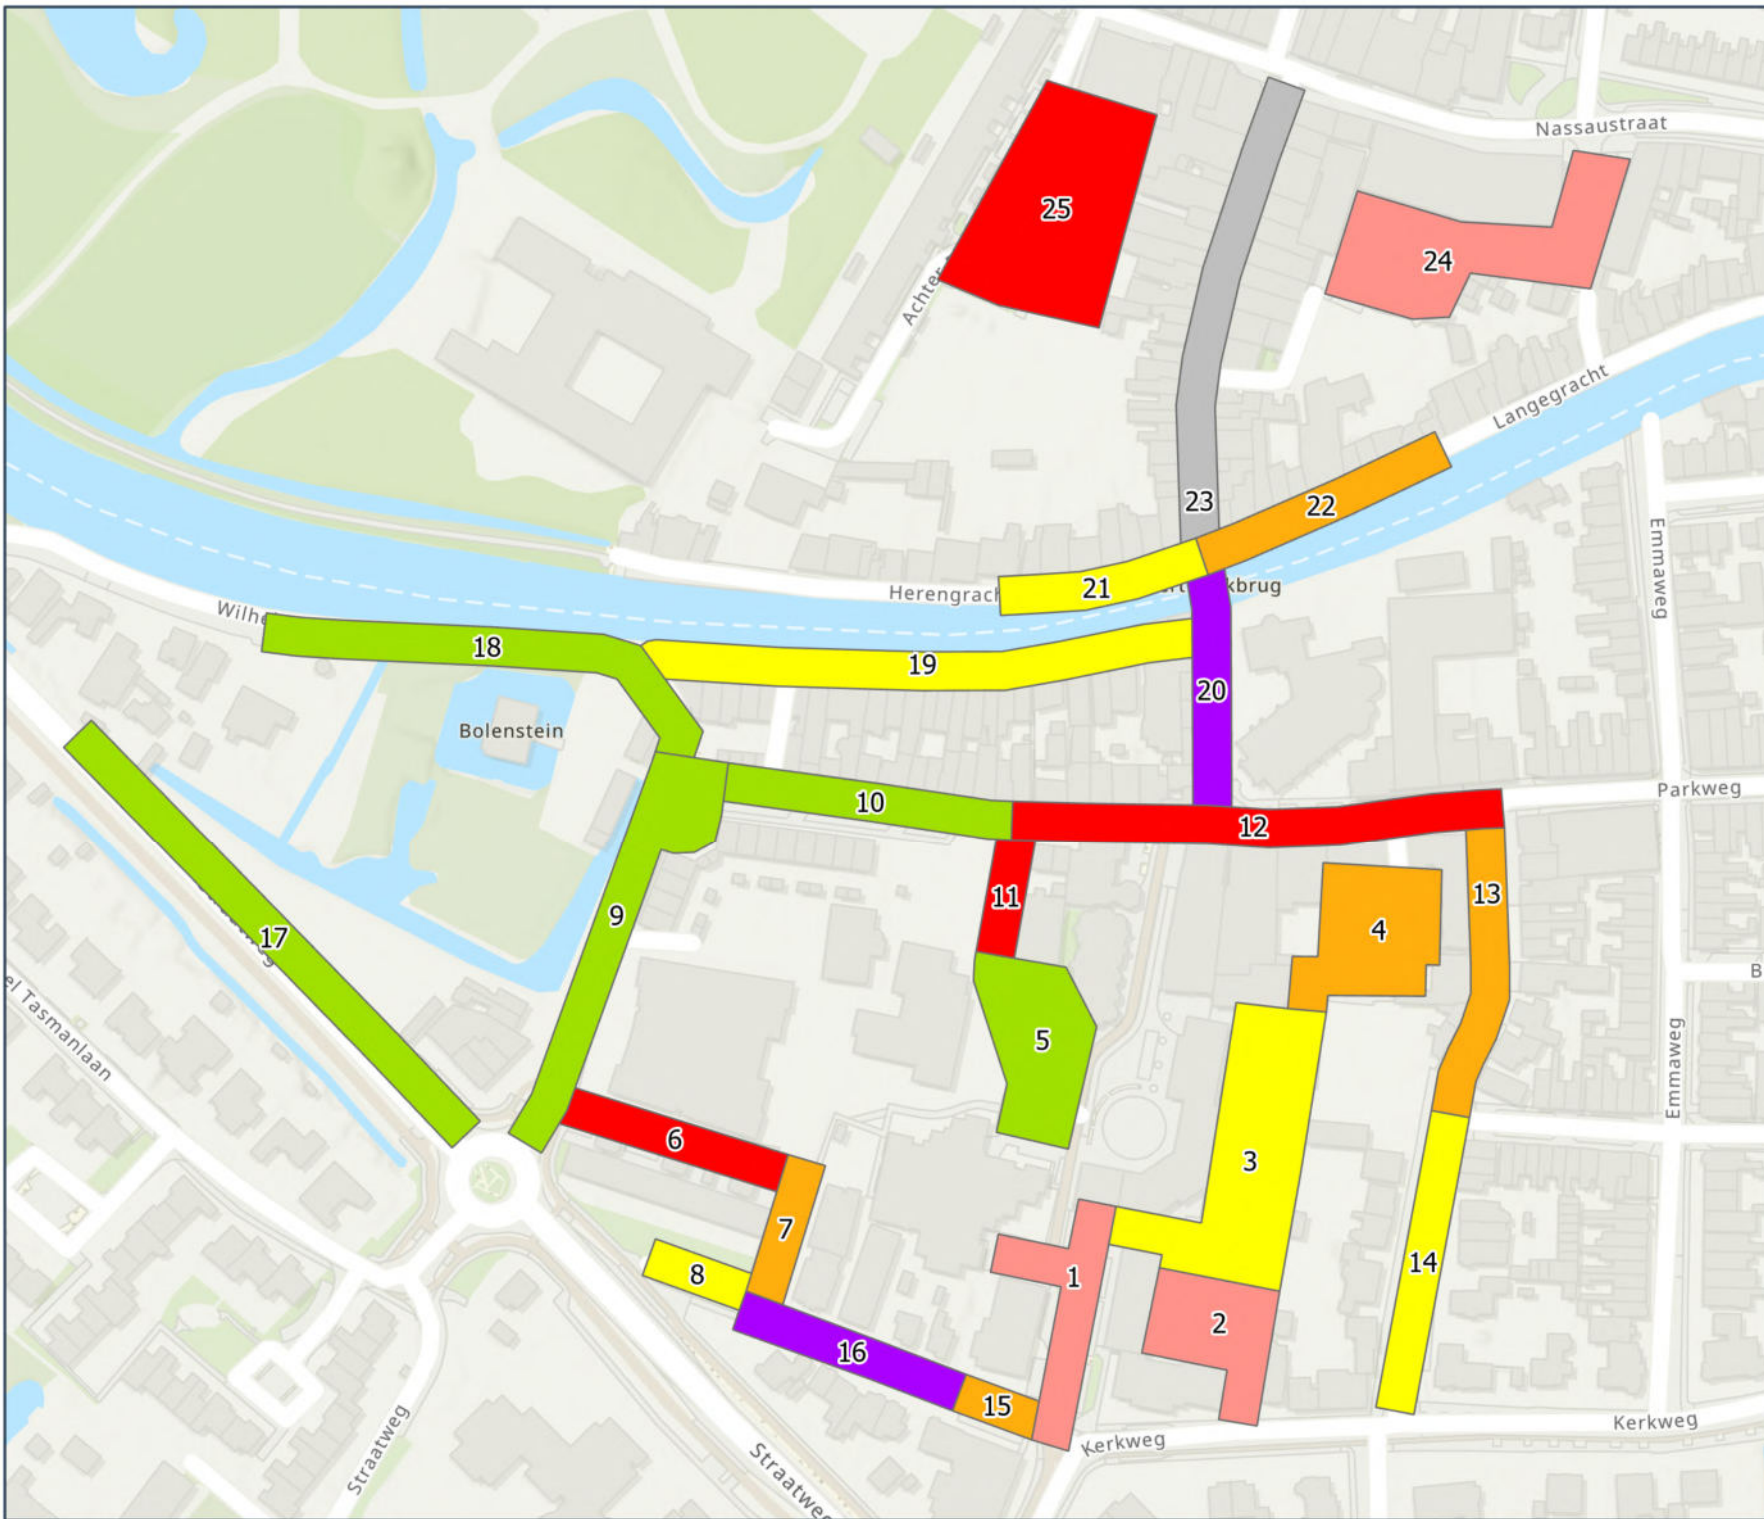 Nassaustraat
25
24
Achter
Langegracht
23
22
Emmaweg
21
Herengrach
kbrug
Wilhe
18
19
20
Bolenstein
Parkweg
10
12
11
13
9
4
17
el Tasmanlaan
B
5
Emmaweg
6
3
7
8
1
14
2
16
15
Straatweg
Kerkweg
Kerkweg
Straatweg